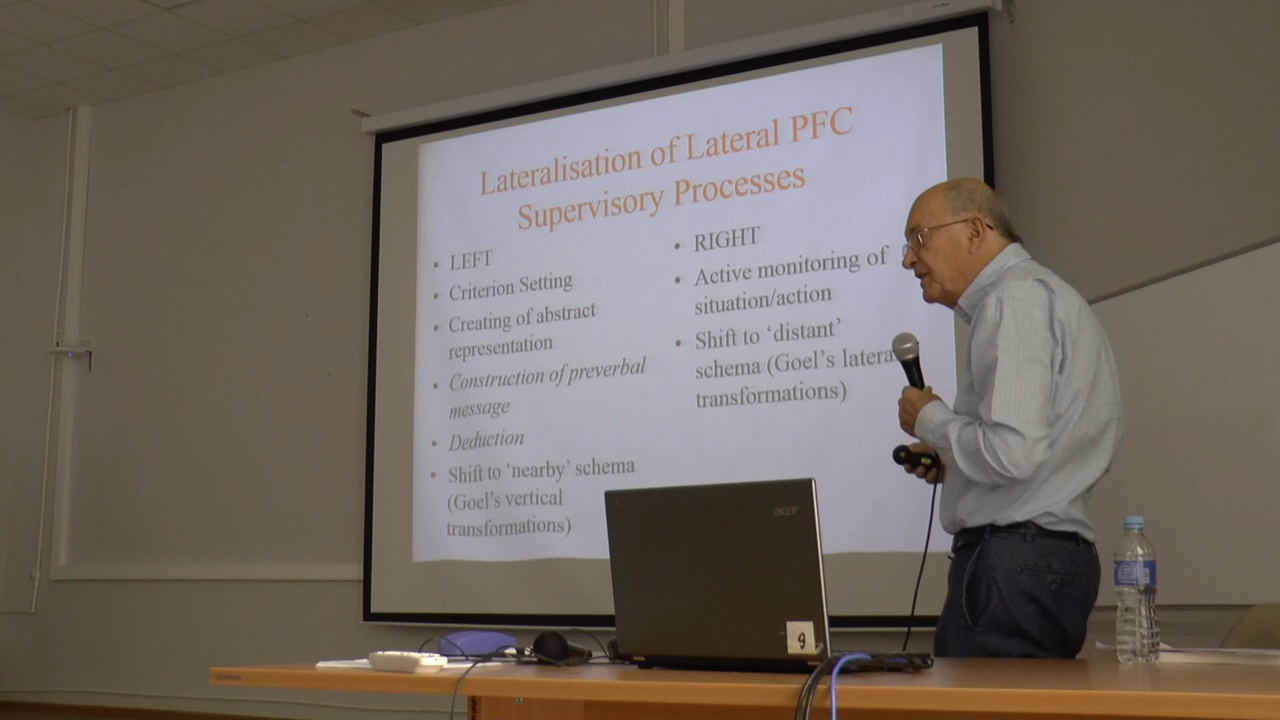 Lateralisation of Lateral PFC
Supervisory Processes
• LEFT
• Criterion Setting
• Creating of abstract
representation
• Construction of preverbal
message
• Deduction
• Shift to ‘nearby’ schema
(Goel’s vertical
transformations)
• RIGHT
• Active monitoring of
situation/action
• Shift to ‘distant’
schema (Goel’s latera
transformations)
acer
9